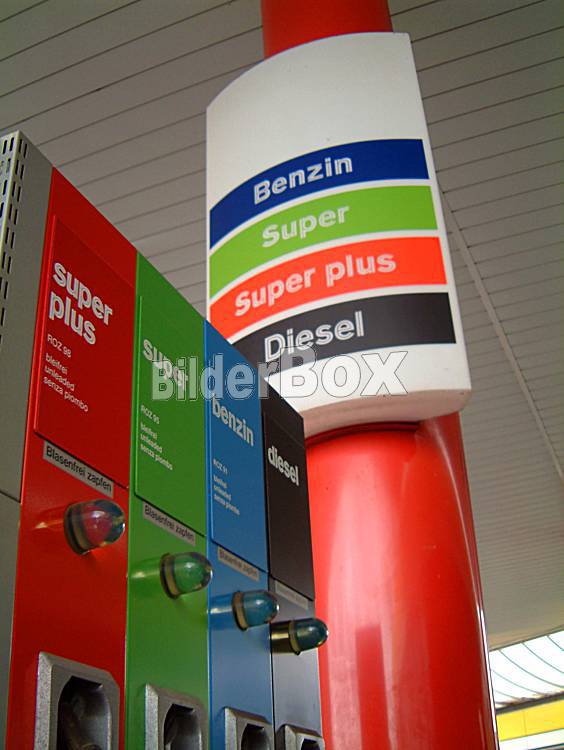 Benzin
Super
Super plus
Diesel
super
plus
ROZ 98
bleifrei
unleaded
senza piombo
Blasenfrei zapfen
super
ROZ 95
bleifrei
unleaded
senza piombo
Blasenfrei zapfen
benzin
ROZ 91
bleifrei
unleaded
senza piombo
Blasenfrei zapfen
diesel
BilderBOX